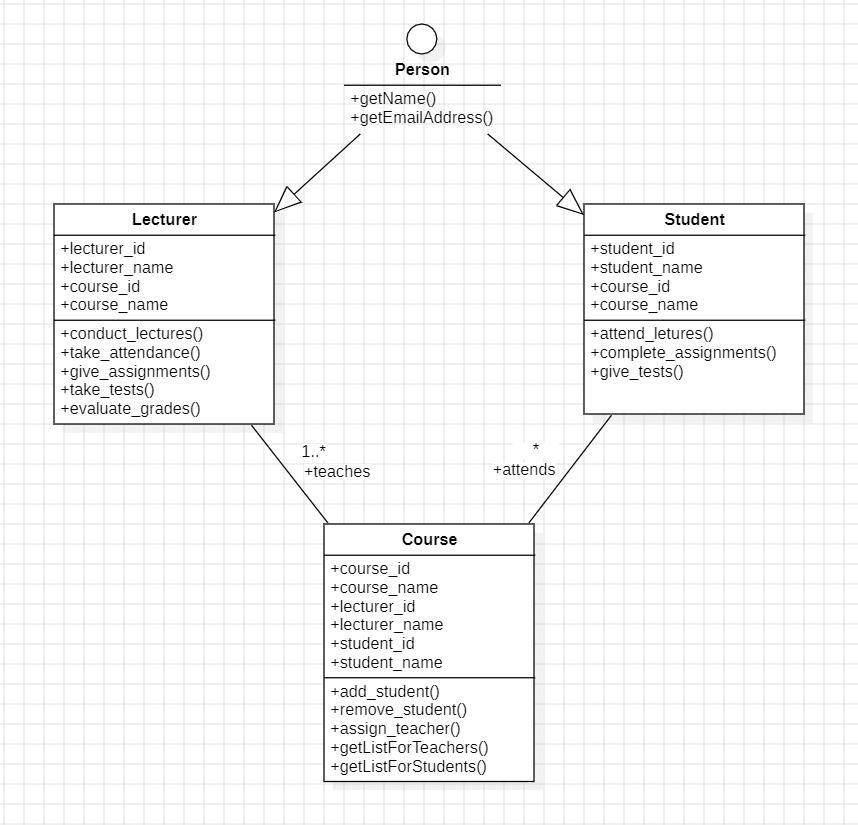 Person
+getName()
+getEmailAddress()
Lecturer
+lecturer_id
+lecturer_name
+course_id
+course_name
+conduct_lectures()
+take_attendance()
+give_assignments()
+take_tests()
+evaluate_grades()
Student
+student_id
+student_name
+course_id
+course_name
+attend_letures()
+complete_assignments()
+give_tests()
1..*
+teaches
*
+attends
Course
+course_id
+course_name
+lecturer_id
+lecturer_name
+student_id
+student_name
+add_student()
+remove_student()
+assign_teacher()
+getListForTeachers()
+getListForStudents()